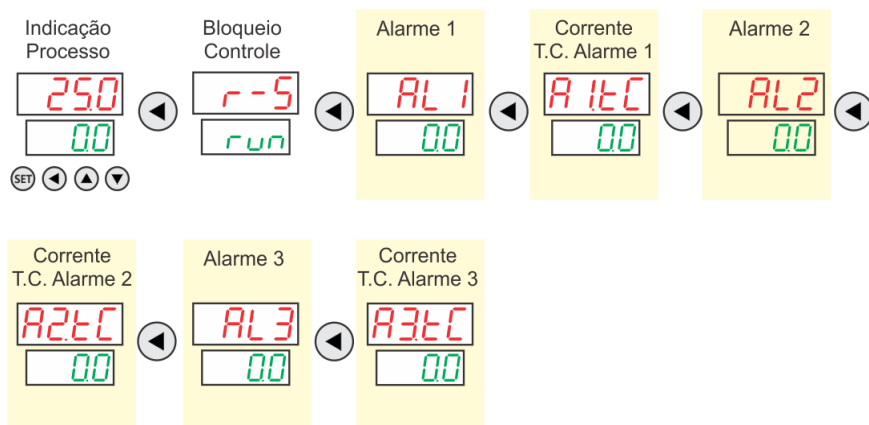 Indicação
Processo
25.0
0.0
SET
Bloqueio
Controle
r-S
run
Alarme 1
AL 1
0.0
Corrente
T.C. Alarme 1
A1.tC
0.0
Alarme 2
AL2
0.0
Corrente
T.C. Alarme 2
A2.tC
0.0
Alarme 3
AL3
0.0
Corrente
T.C. Alarme 3
A3.tC
0.0